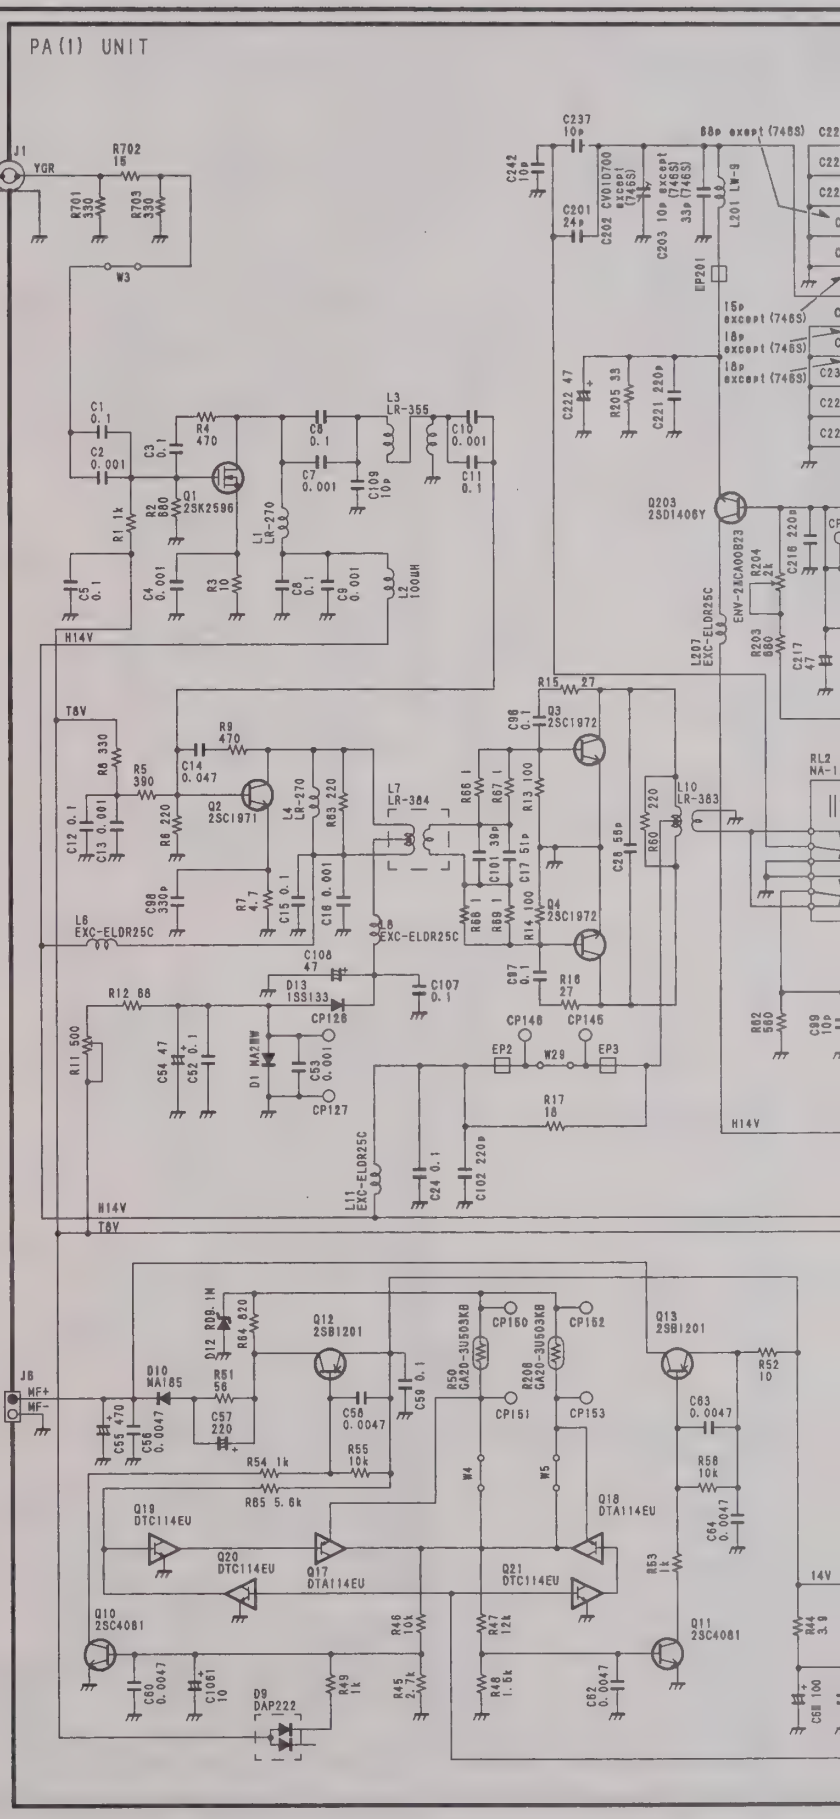 PA(1) UNIT
J1
YGR
R702
15
R701
330
R703
330
W3
C242
10p
C237
10p
C201
24p
C202 CV01D700
except
(746S)
C203 10p except
(746S)
33p (746S)
L201 LW-9
EP201
68p exept (746S)
15p
except (746S)
18p
except (746S)
18p
except (746S)
C22
C22
C22
C
C
C
C
C23
C22
C22
C222 47
R205 33
C221 220p
C1
0.1
C2
0.001
C3
0.1
R4
470
R1 1k
R2
680
Q1
2SK2596
C6
0.1
C7
0.001
C109
10p
L3
LR-355
C10
0.001
C11
0.1
L1
LR-270
C5
0.1
C4
0.001
R3
10
C8
0.1
C9
0.001
L2
100uH
H14V
Q203
2SD1406Y
L207
EXC-ELDR25C
ENV-2KCA00B23
R204
2k
C216 220p
CP
R203
680
C217
47
T8V
R8 330
R5
390
C14
0.047
R9
470
C12 0.1
C13 0.001
R6 220
Q2
2SC1971
L4
LR-270
R63 220
L7
LR-384
C98
330p
R7
4.7
C15 0.1
C16 0.001
L6
EXC-ELDR25C
L8
EXC-ELDR25C
R66 1
R67 1
R13 100
C101 39p
C17 51p
R68 1
R69 1
R14 100
C96
0.1
R15
27
Q3
2SC1972
Q4
2SC1972
C97
0.1
R16
27
C28 56p
R60
220
L10
LR-383
RL2
NA-1
R62
560
C99
10p
R12 68
R11 500
C54 47
C52 0.1
C108
47
D13
1SS133
C107
0.1
D1 MA28W
C53
0.001
CP126
CP127
CP146
CP145
EP2
W29
EP3
R17
18
L11
EXC-ELDR25C
C24 0.1
C102 220p
H14V
H14V
T8V
J6
MF+
MF-
C55 470
C56
0.0047
D10
MA185
D12 RD9.1M
R64 820
R61
56
C57
220
Q12
2SB1201
C58
0.0047
C59 0.1
R54 1k
R55
10k
R65 5.6k
R50
GA20-3U503KB
R206
GA20-3U503KB
CP150
CP151
CP152
CP153
W4
W5
Q13
2SB1201
R52
10
C63
0.0047
R58
10k
C64
0.0047
R53
1k
Q19
DTC114EU
Q20
DTC114EU
Q17
DTA114EU
Q18
DTA114EU
Q21
DTC114EU
Q10
2SC4081
R46
10k
R47
12k
Q11
2SC4081
14V
R44
3.9
C60
0.0047
C1061
10
D9
DAP222
R49
1k
R45
2.7k
R48
1.5k
C62
0.0047
100